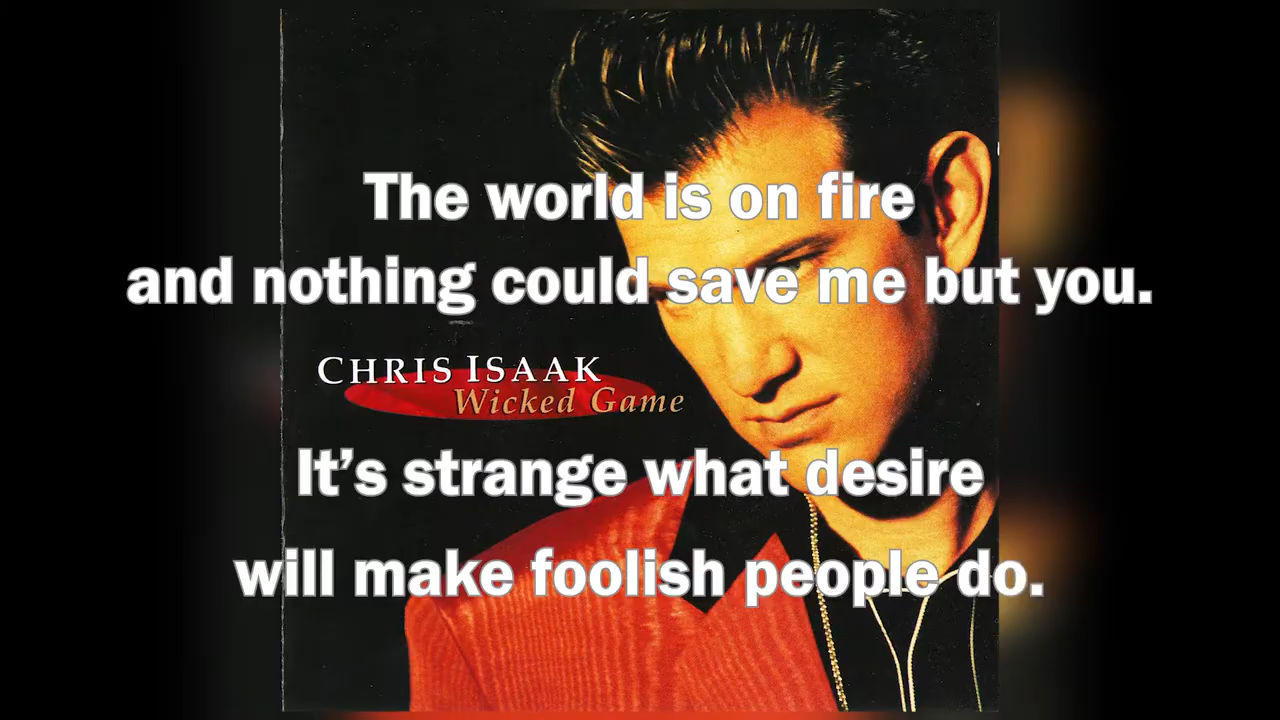 The world is on fire
and nothing could save me but you.
CHRIS ISAAK
Wicked Game
It’s strange what desire
will make foolish people do.